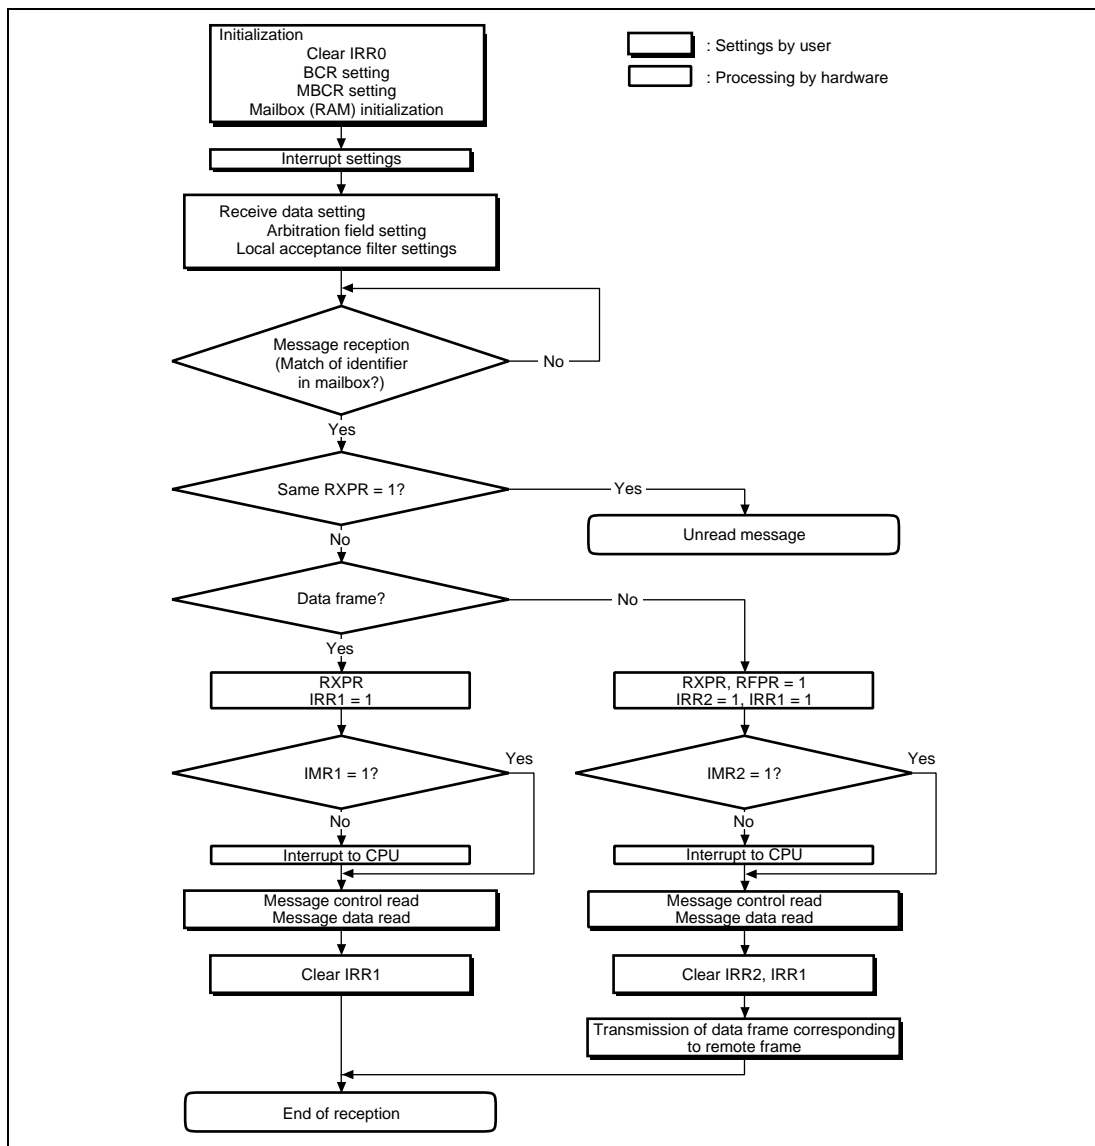 Initialization
Clear IRR0
BCR setting
MBCR setting
Mailbox (RAM) initialization
: Settings by user
: Processing by hardware
Interrupt settings
Receive data setting
Arbitration field setting
Local acceptance filter settings
Message reception
(Match of identifier
in mailbox?)
No
Yes
Same RXPR = 1?
Yes
Unread message
No
Data frame?
No
Yes
RXPR
IRR1 = 1
RXPR, RFPR = 1
IRR2 = 1, IRR1 = 1
IMR1 = 1?
Yes
IMR2 = 1?
Yes
No
No
Interrupt to CPU
Interrupt to CPU
Message control read
Message data read
Message control read
Message data read
Clear IRR1
Clear IRR2, IRR1
Transmission of data frame corresponding
to remote frame
End of reception